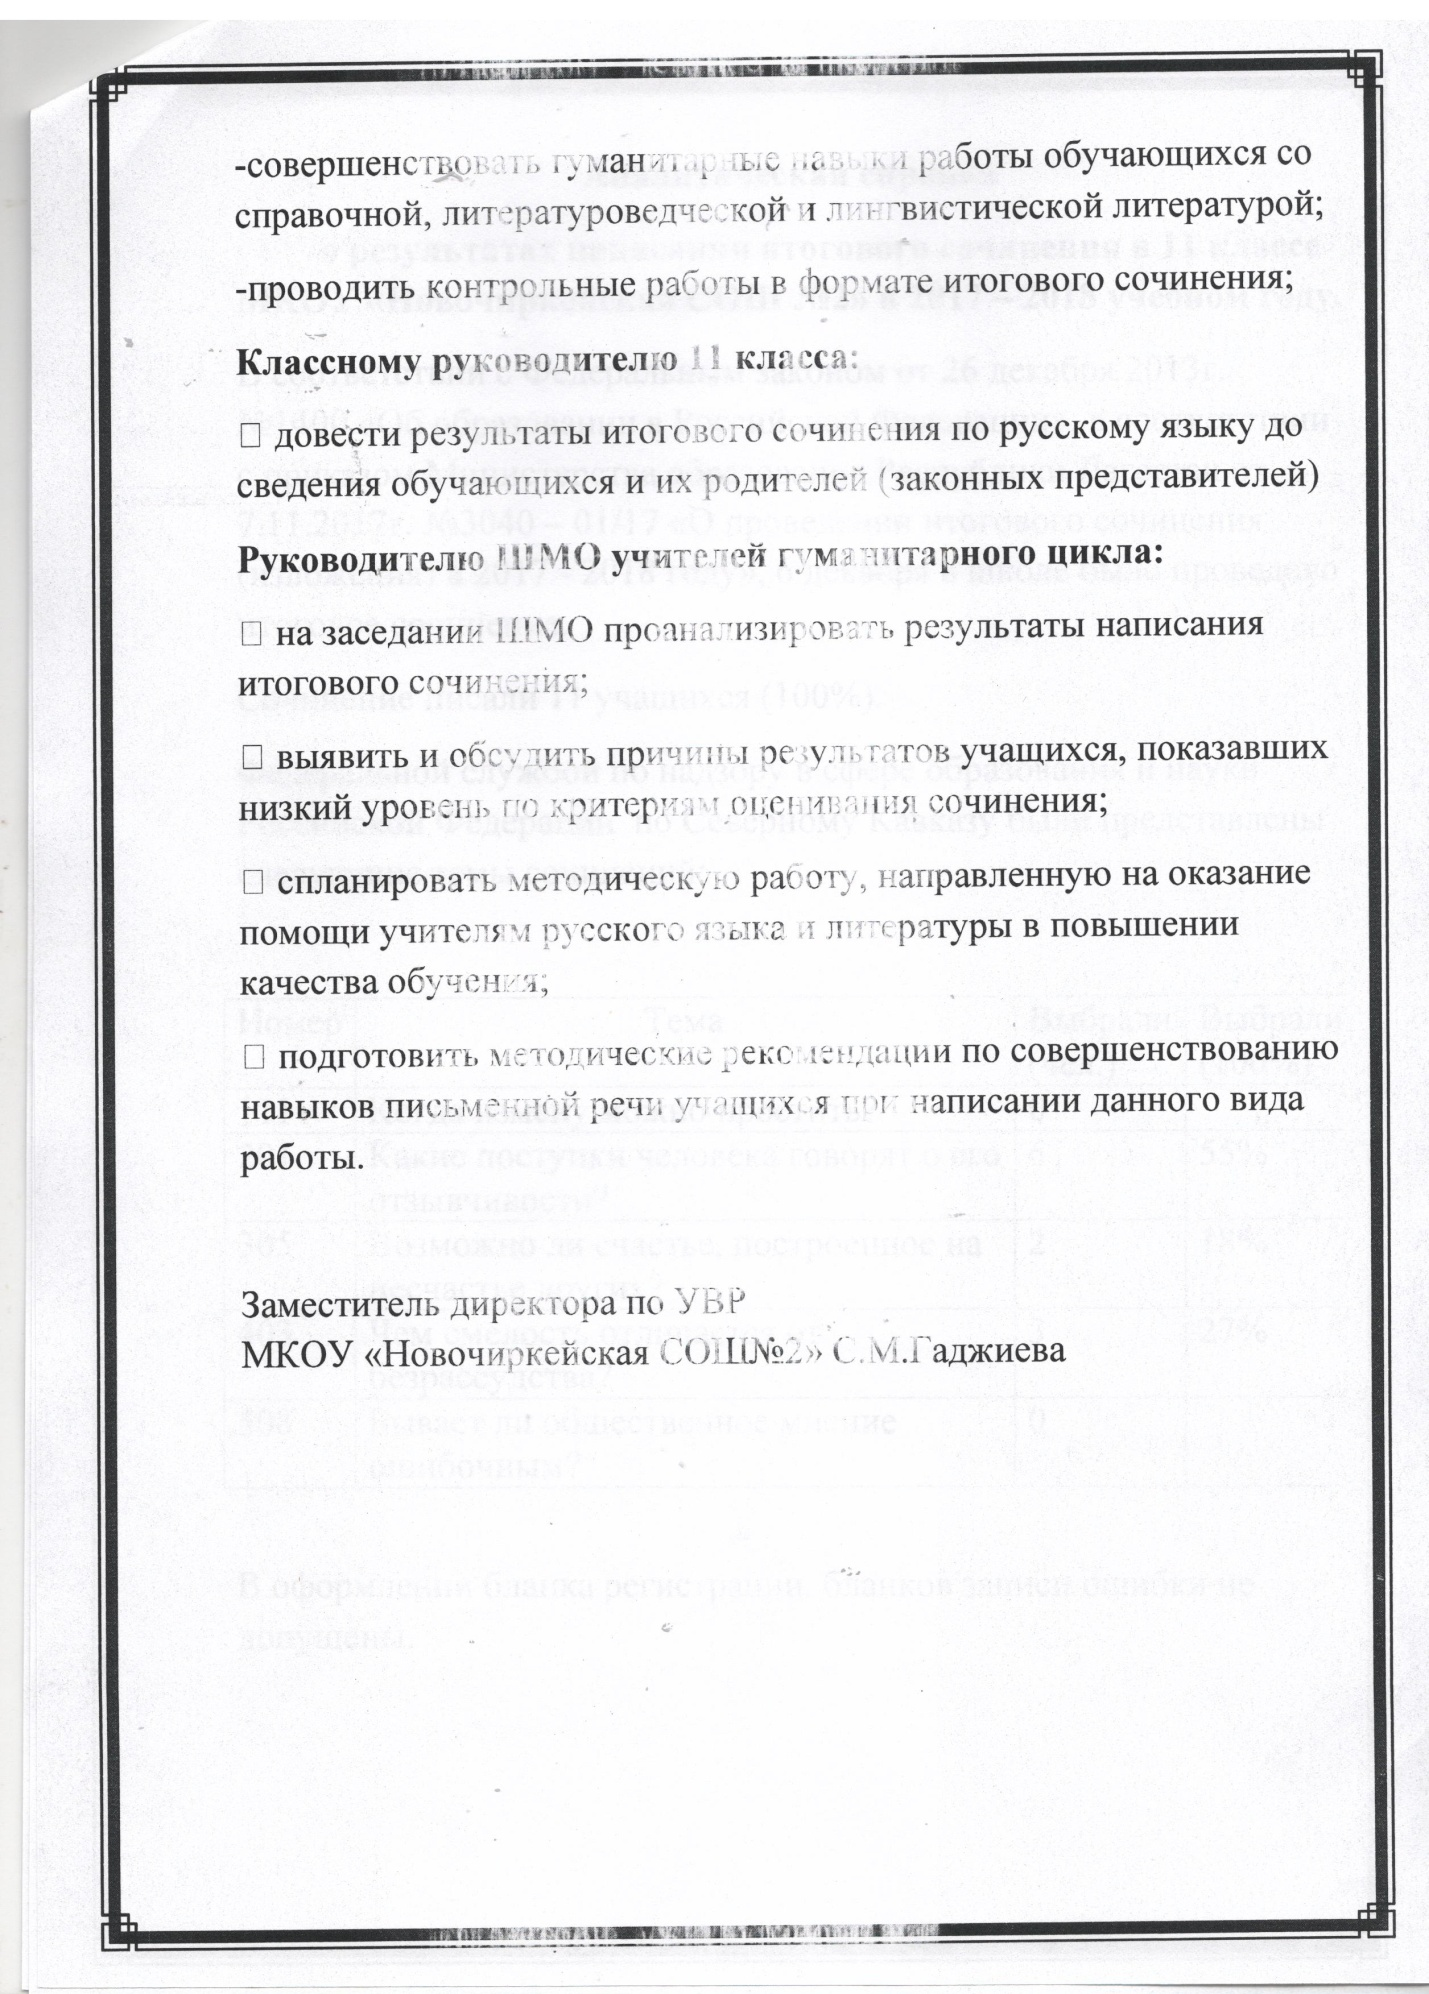 -совершенствовать гуманитарные навыки работы обучающихся со
справочной, литературоведческой и лингвистической литературой;
-проводить контрольные работы в формате итогового сочинения;
Классному руководителю 11 класса:
□ довести результаты итогового сочинения по русскому языку до
сведения обучающихся и их родителей (законных представителей)
Руководителю ШМО учителей гуманитарного цикла:
□ на заседании ШМО проанализировать результаты написания
итогового сочинения;
□ выявить и обсудить причины результатов учащихся, показавших
низкий уровень по критериям оценивания сочинения;
□ спланировать методическую работу, направленную на оказание
помощи учителям русского языка и литературы в повышении
качества обучения;
□ подготовить методические рекомендации по совершенствованию
навыков письменной речи учащихся при написании данного вида
работы.
Заместитель директора по УВР
МКОУ «Новочиркейская СОШ№2» С.М.Гаджиева